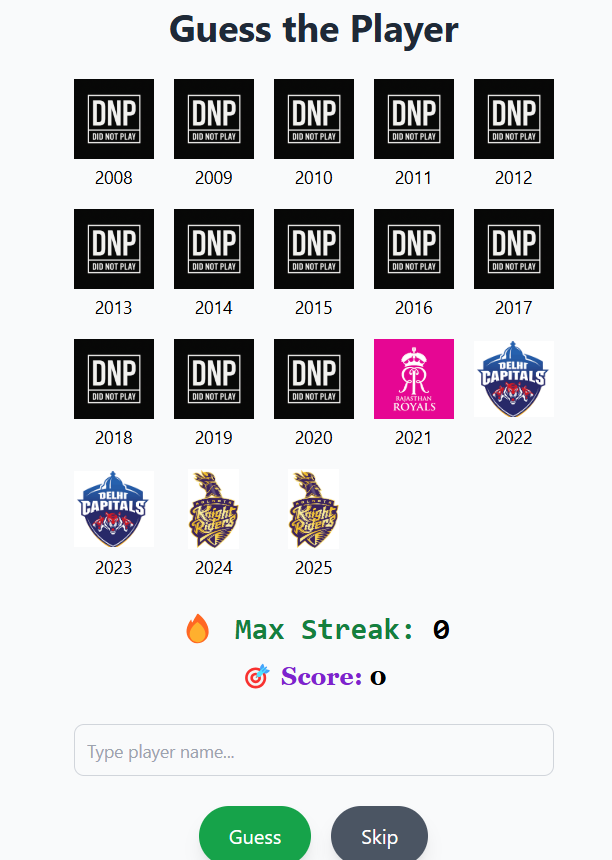 Guess the Player
DNP DNP DNP DNP DNP
DID NOT PLAY DID NOT PLAY DID NOT PLAY DID NOT PLAY DID NOT PLAY
2008 2009 2010 2011 2012
DNP DNP DNP DNP DNP
DID NOT PLAY DID NOT PLAY DID NOT PLAY DID NOT PLAY DID NOT PLAY
2013 2014 2015 2016 2017
DNP DNP DNP R R DELHI
DID NOT PLAY DID NOT PLAY DID NOT PLAY RAJASTHAN CAPITALS
ROYALS
2018 2019 2020 2021 2022
DELHI KOLKATA KOLKATA
CAPITALS Knight Knight
Riders Riders
2023 2024 2025
Max Streak: 0
Score: 0
Type player name...
Guess Skip